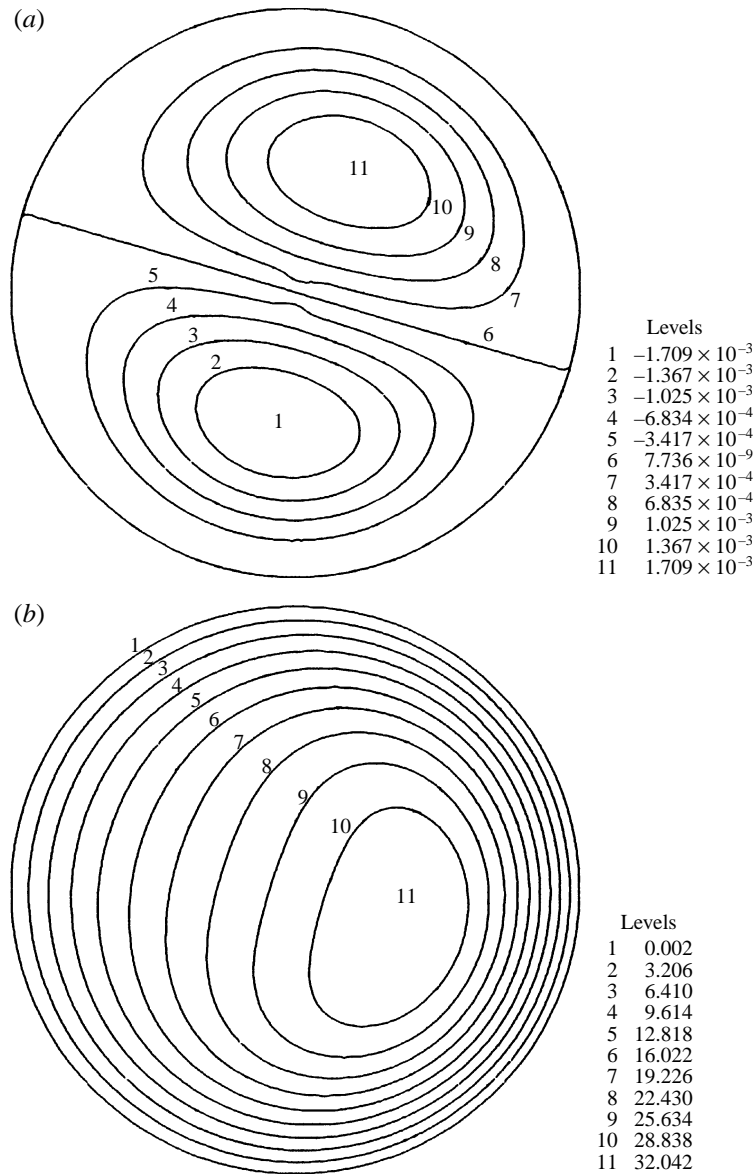 (a)
11
10
9
8
7
6
5
4
3
2
1
Levels
1 –1.709 × 10–3
2 –1.367 × 10–3
3 –1.025 × 10–3
4 –6.834 × 10–4
5 –3.417 × 10–4
6 7.736 × 10–9
7 3.417 × 10–4
8 6.835 × 10–4
9 1.025 × 10–3
10 1.367 × 10–3
11 1.709 × 10–3
(b)
1
2
3
4
5
6
7
8
9
10
11
Levels
1 0.002
2 3.206
3 6.410
4 9.614
5 12.818
6 16.022
7 19.226
8 22.430
9 25.634
10 28.838
11 32.042